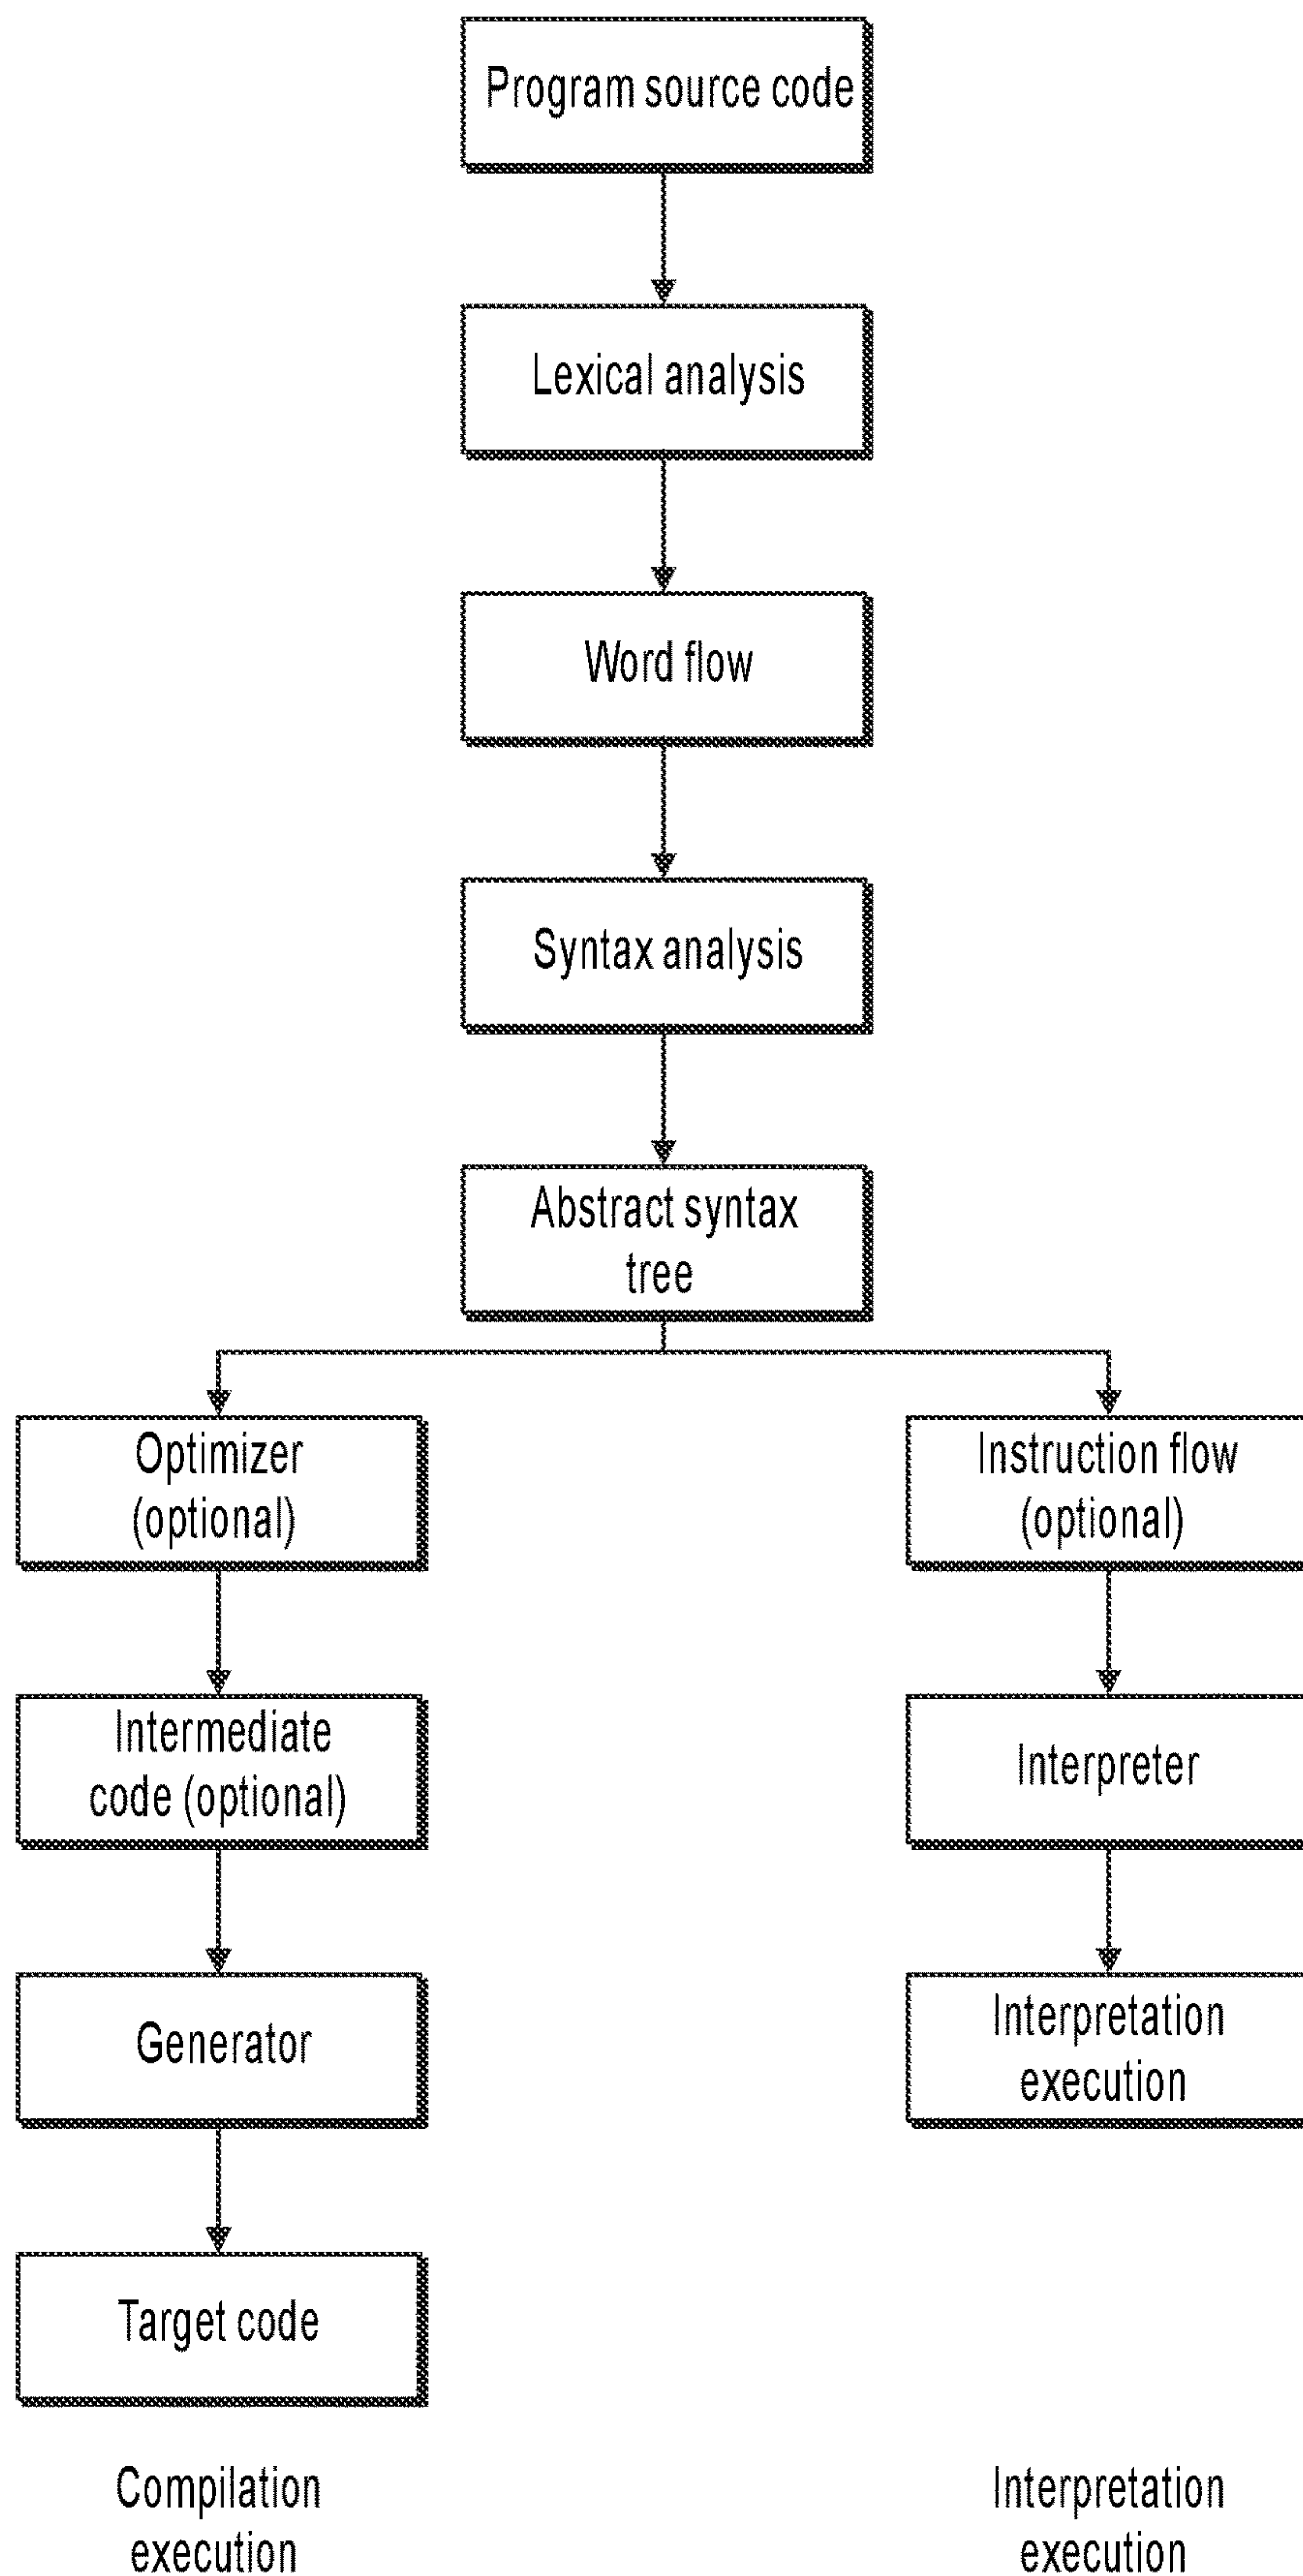 Program source code
Lexical analysis
Word flow
Syntax analysis
Abstract syntax
tree
Optimizer
(optional)
Instruction flow
(optional)
Intermediate
code (optional)
Interpreter
Generator
Interpretation
execution
Target code
Compilation
execution
Interpretation
execution